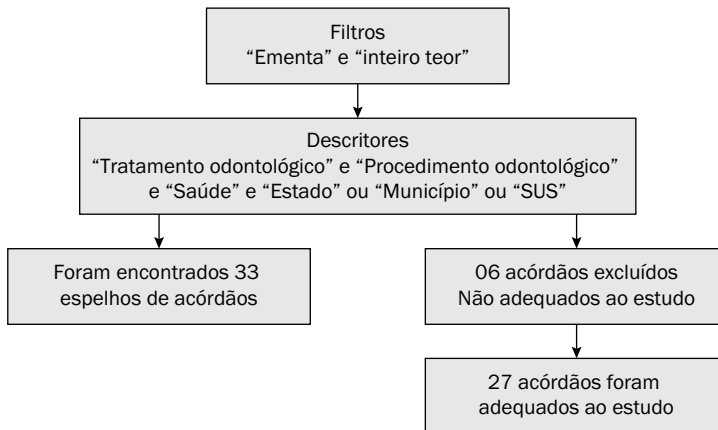 Filtros
“Ementa” e “inteiro teor”
Descritores
“Tratamento odontológico” e “Procedimento odontológico”
e “Saúde” e “Estado” ou “Município” ou “SUS”
Foram encontrados 33
espelhos de acórdãos
06 acórdãos excluídos
Não adequados ao estudo
27 acórdãos foram
adequados ao estudo